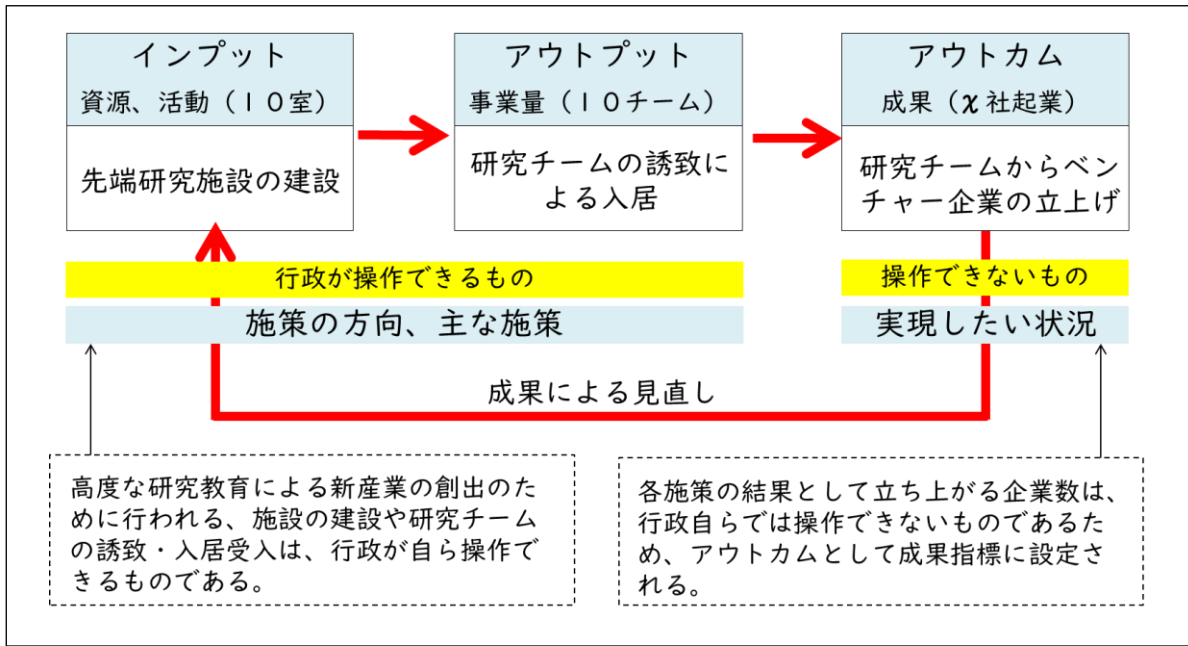 インプット
資源、活動（１０室）
先端研究施設の建設
アウトプット
事業量（１０チーム）
研究チームの誘致に
よる入居
アウトカム
成果（χ社起業）
研究チームからベン
チャー企業の立上げ
行政が操作できるもの
操作できないもの
施策の方向、主な施策
実現したい状況
成果による見直し
高度な研究教育による新産業の創出のた
めに行われる、施設の建設や研究チーム
の誘致・入居受入は、行政が自ら操作で
きるものである。
各施策の結果として立ち上がる企業数は、
行政自らでは操作できないものであるた
め、アウトカムとして成果指標に設定さ
れる。